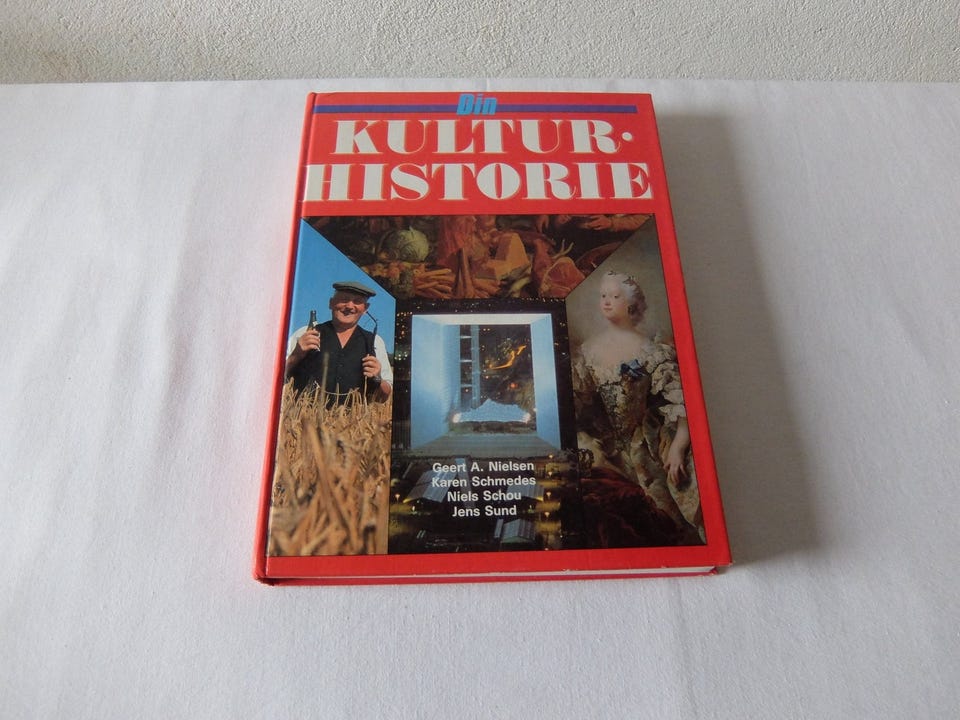 Din
KULTUR·
HISTORIE
Geert A. Nielsen
Karen Schmedes
Niels Schou
Jens Sund